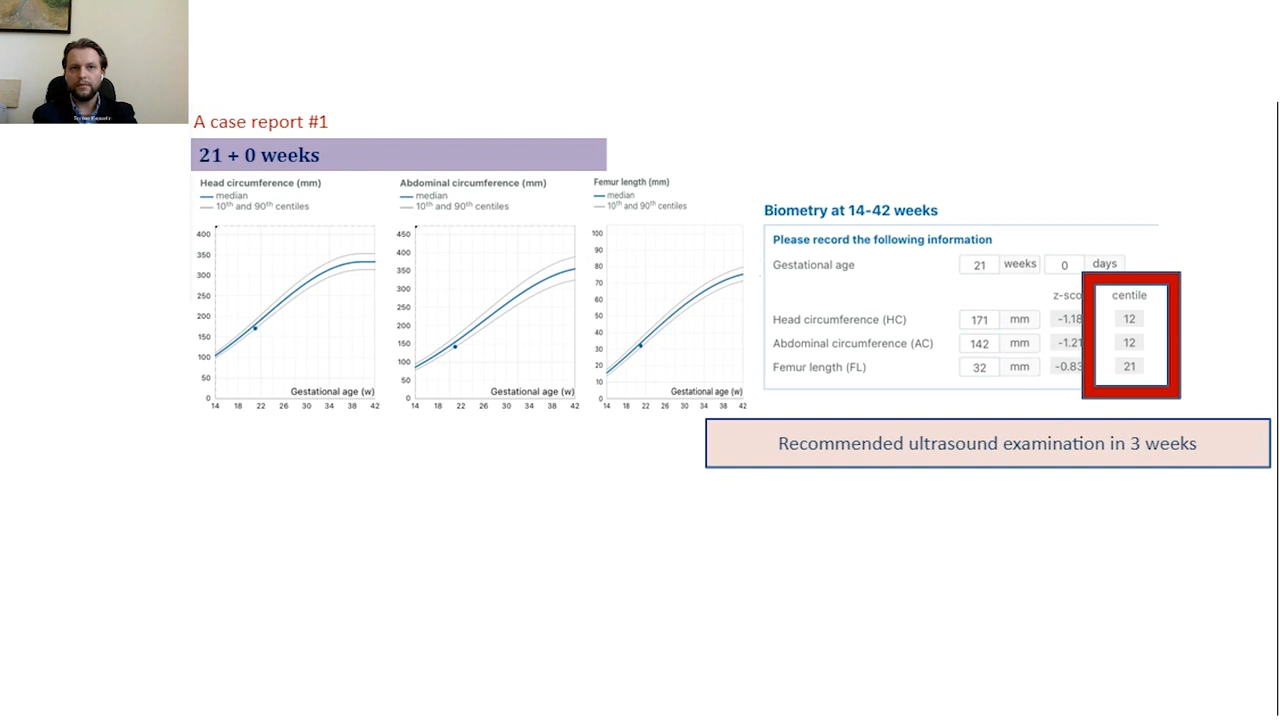 A case report #1
21 + 0 weeks
Head circumference (mm)
median
10th and 90th centiles
400
350
300
250
200
150
100
50
0
14 18 22 26 30 34 38 42
Gestational age (w)
Abdominal circumference (mm)
median
10th and 90th centiles
450
400
350
300
250
200
150
100
50
0
14 18 22 26 30 34 38 42
Gestational age (w)
Femur length (mm)
median
10th and 90th centiles
100
90
80
70
60
50
40
30
20
10
0
14 18 22 26 30 34 38 42
Gestational age (w)
Biometry at 14-42 weeks
Please record the following information
Gestational age 21 weeks 0 days
z-sco centile
Head circumference (HC) 171 mm -1.18 12
Abdominal circumference (AC) 142 mm -1.21 12
Femur length (FL) 32 mm -0.83 21
Recommended ultrasound examination in 3 weeks